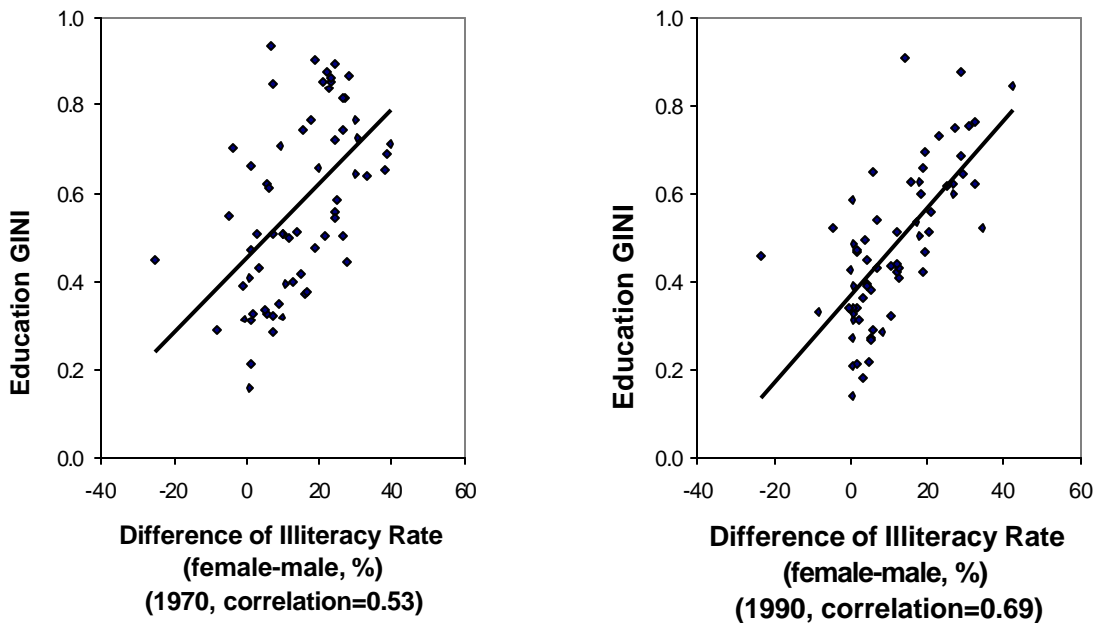 1.0
0.8
0.6
0.4
0.2
0.0
Education GINI
-40 -20 0 20 40 60
Difference of Illiteracy Rate
(female-male, %)
(1970, correlation=0.53)
1.0
0.8
0.6
0.4
0.2
0.0
Education GINI
-40 -20 0 20 40 60
Difference of Illiteracy Rate
(female-male, %)
(1990, correlation=0.69)